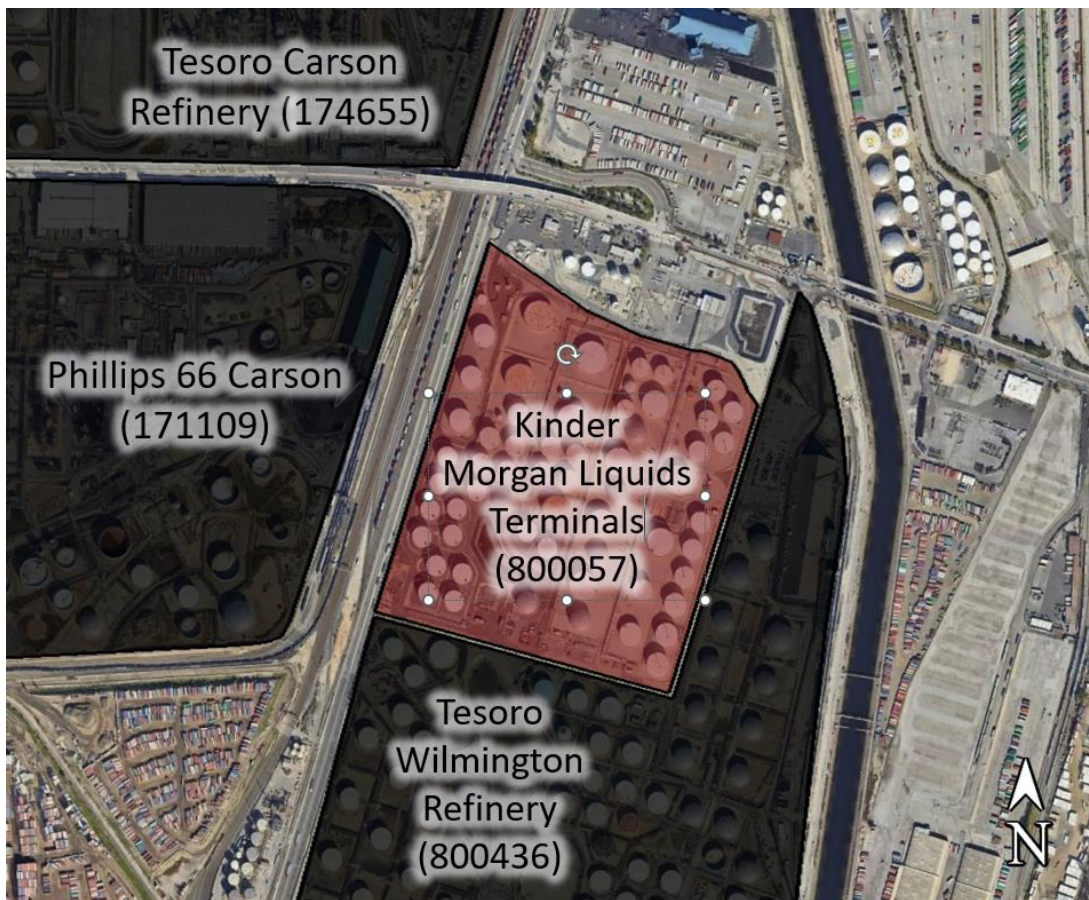 Tesoro Carson
Refinery (174655)
Phillips 66 Carson
(171109)
Kinder
Morgan Liquids
Terminals
(800057)
Tesoro
Wilmington
Refinery
(800436)
N